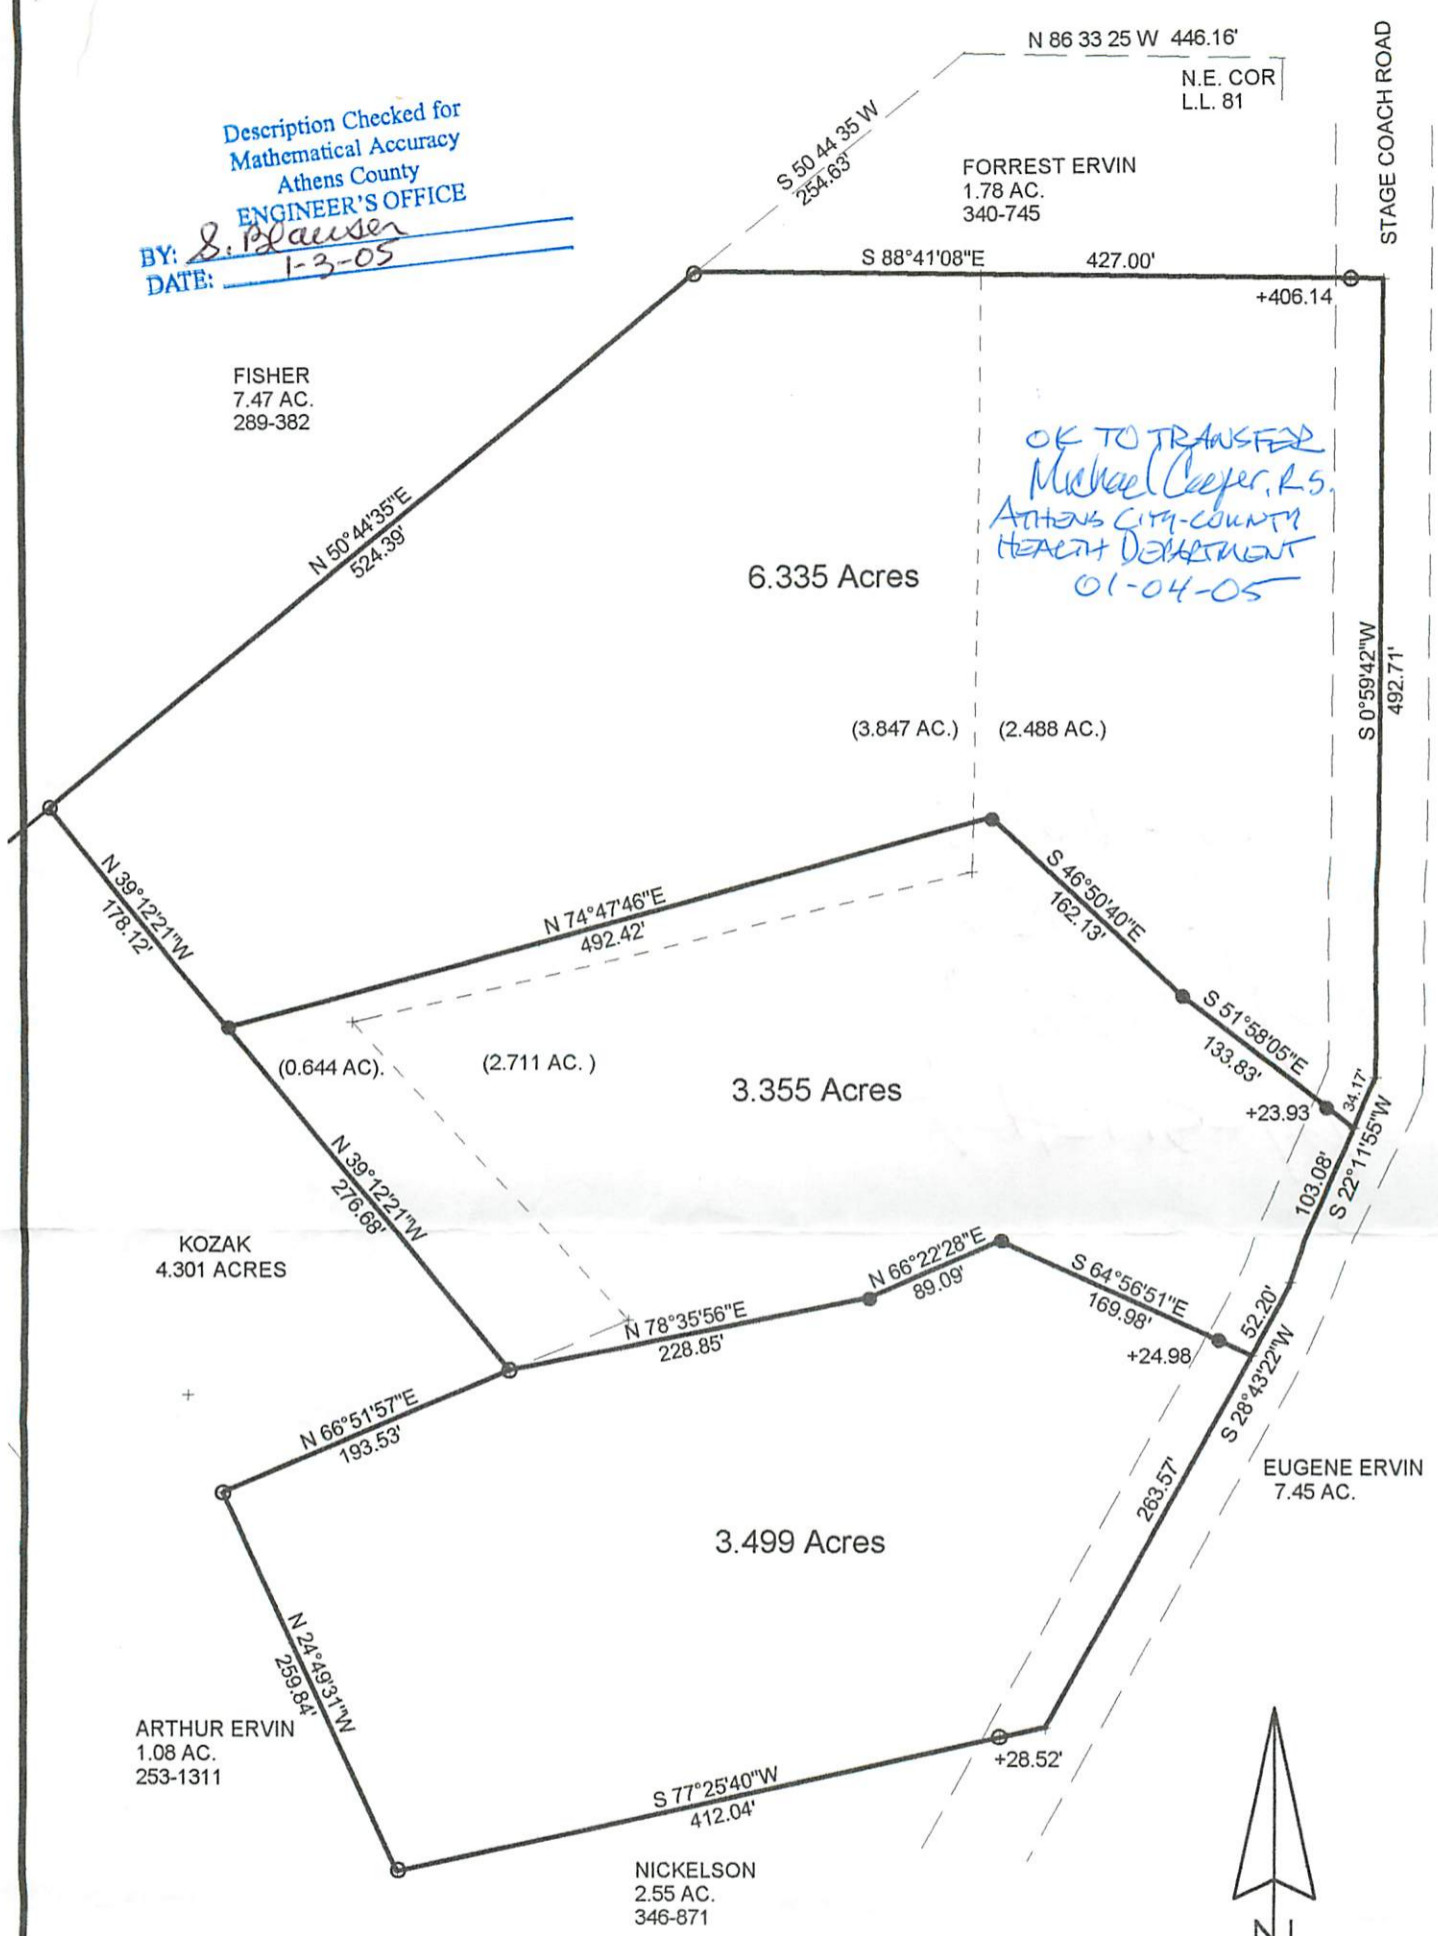 N 86 33 25 W 446.16'
N.E. COR
L.L. 81
STAGE COACH ROAD
Description Checked for
Mathematical Accuracy
Athens County
ENGINEER'S OFFICE
BY: S. Blauser
DATE: 1-3-05
S 50 44 35 W
254.63'
FORREST ERVIN
1.78 AC.
340-745
S 88°41'08"E 427.00'
+406.14
FISHER
7.47 AC.
289-382
OK TO TRANSFER
Michael Cooper, R.S.
ATHENS CITY-COUNTY
HEALTH DEPARTMENT
01-04-05
N 50°44'35"E
524.39'
6.335 Acres
S 0°59'42"W
492.71'
(3.847 AC.) (2.488 AC.)
N 39°12'21"W
178.12'
N 74°47'46"E
492.42'
S 46°50'40"E
162.13'
S 51°58'05"E
133.83'
+23.93
34.17'
S 22°11'55"W
103.08'
(0.644 AC).
(2.711 AC. )
3.355 Acres
N 39°12'21"W
276.68'
KOZAK
4.301 ACRES
N 66°22'28"E
89.09'
S 64°56'51"E
169.98'
+24.98
52.20'
S 28°43'22"W
263.57'
N 78°35'56"E
228.85'
N 66°51'57"E
193.53'
EUGENE ERVIN
7.45 AC.
3.499 Acres
N 24°49'31"W
259.84'
ARTHUR ERVIN
1.08 AC.
253-1311
S 77°25'40"W
412.04'
+28.52'
NICKELSON
2.55 AC.
346-871
N